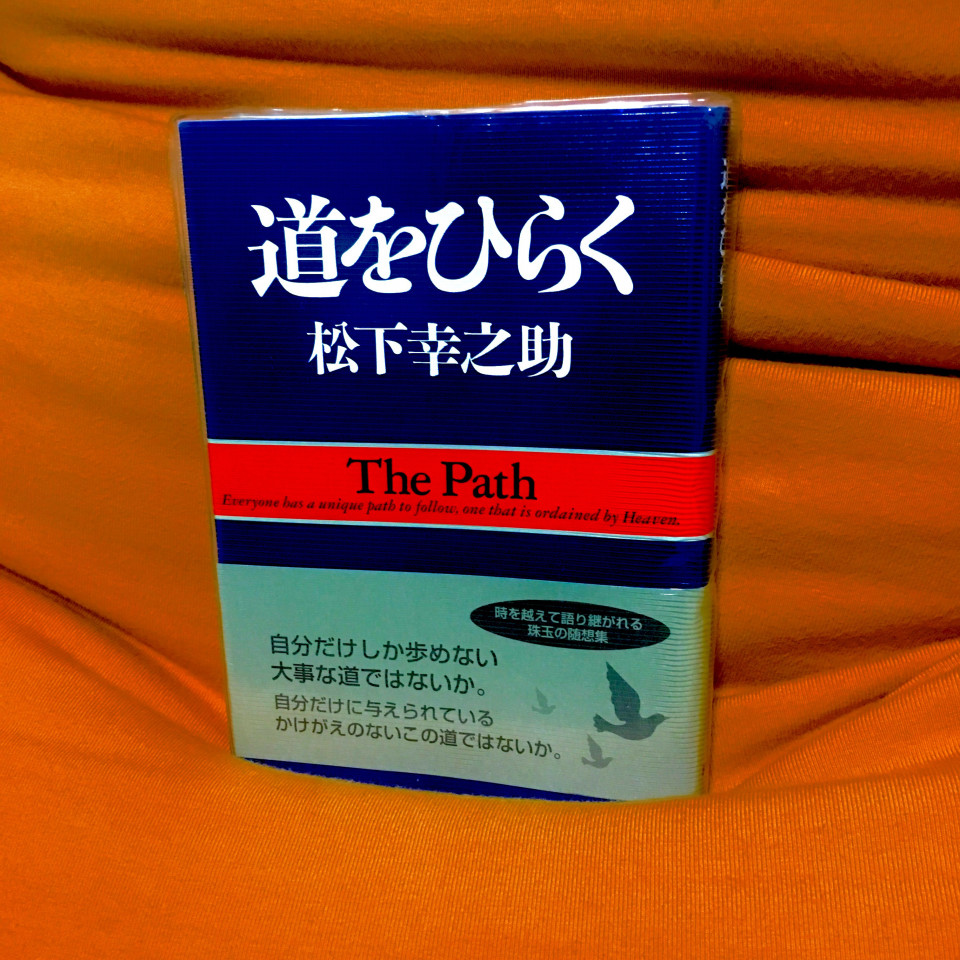 道をひらく
松下幸之助
The Path
Everyone has a unique path to follow, one that is ordained by Heaven.
時を越えて語り継がれる
珠玉の随想集
自分だけしか歩めない
大事な道ではないか。
自分だけに与えられている
かけがえのないこの道ではないか。